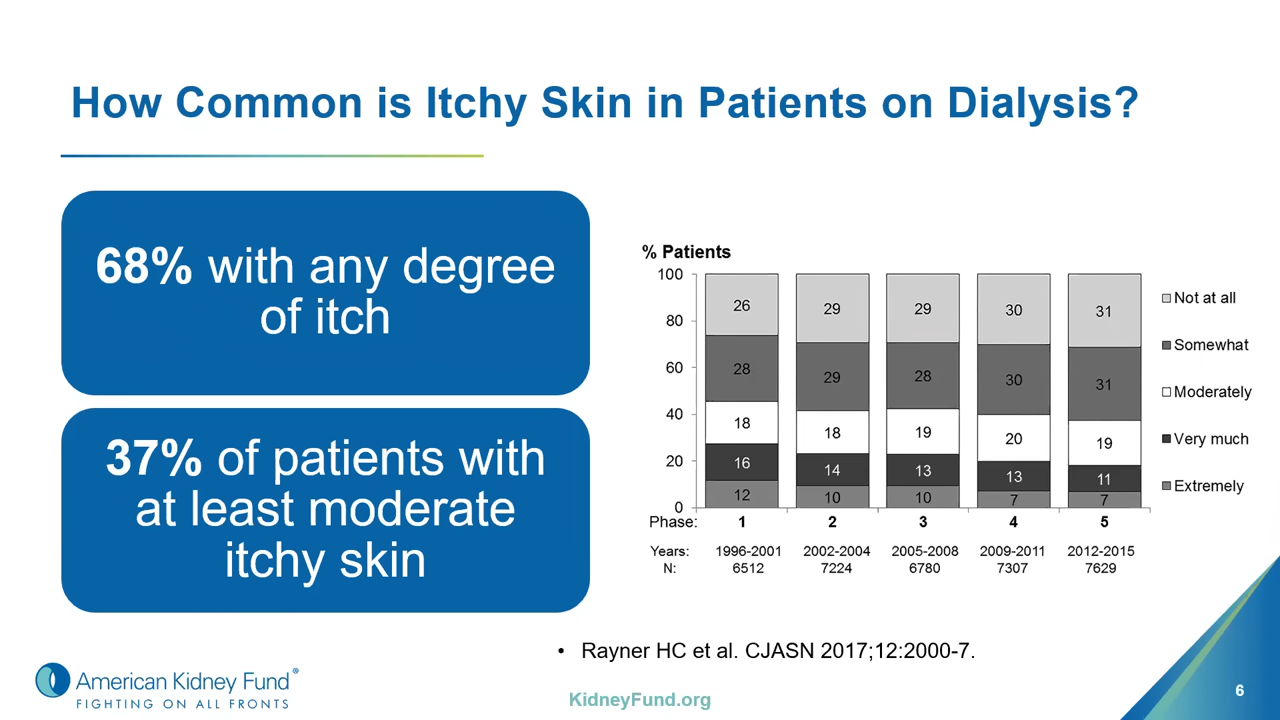 How Common is Itchy Skin in Patients on Dialysis?
68% with any degree
of itch
37% of patients with
at least moderate
itchy skin
% Patients
100
80
60
40
20
0
26 29 29 30 31
28 29 28 30 31
18 18 19 20 19
16 14 13 13 11
12 10 10 7 7
Not at all
Somewhat
Moderately
Very much
Extremely
Phase: 1 2 3 4 5
Years: 1996-2001 2002-2004 2005-2008 2009-2011 2012-2015
N: 6512 7224 6780 7307 7629
• Rayner HC et al. CJASN 2017;12:2000-7.
American Kidney Fund®
FIGHTING ON ALL FRONTS
KidneyFund.org
6